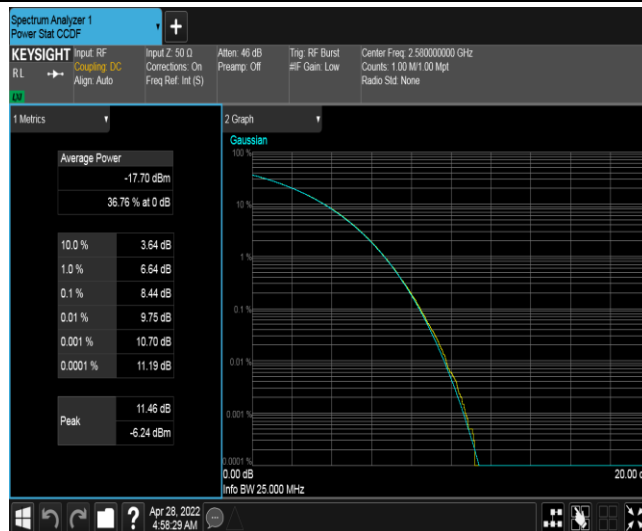 Spectrum Analyzer 1
Power Stat CCDF
+
KEYSIGHT
RL
LV
Input: RF
Coupling: DC
Align: Auto
Input Z: 50 Ω
Corrections: On
Freq Ref: Int (S)
Atten: 46 dB
Preamp: Off
Trig: RF Burst
#IF Gain: Low
Center Freq: 2.580000000 GHz
Counts: 1.00 M/1.00 Mpt
Radio Std: None
1 Metrics
Average Power
-17.70 dBm
36.76 % at 0 dB
10.0 % 3.64 dB
1.0 % 6.64 dB
0.1 % 8.44 dB
0.01 % 9.75 dB
0.001 % 10.70 dB
0.0001 % 11.19 dB
Peak
11.46 dB
-6.24 dBm
2 Graph
Gaussian
100 %
10 %
1 %
0.1 %
0.01 %
0.001 %
0.0001 %
0.00 dB
20.00
Info BW 25.000 MHz
?
Apr 28, 2022
4:58:29 AM